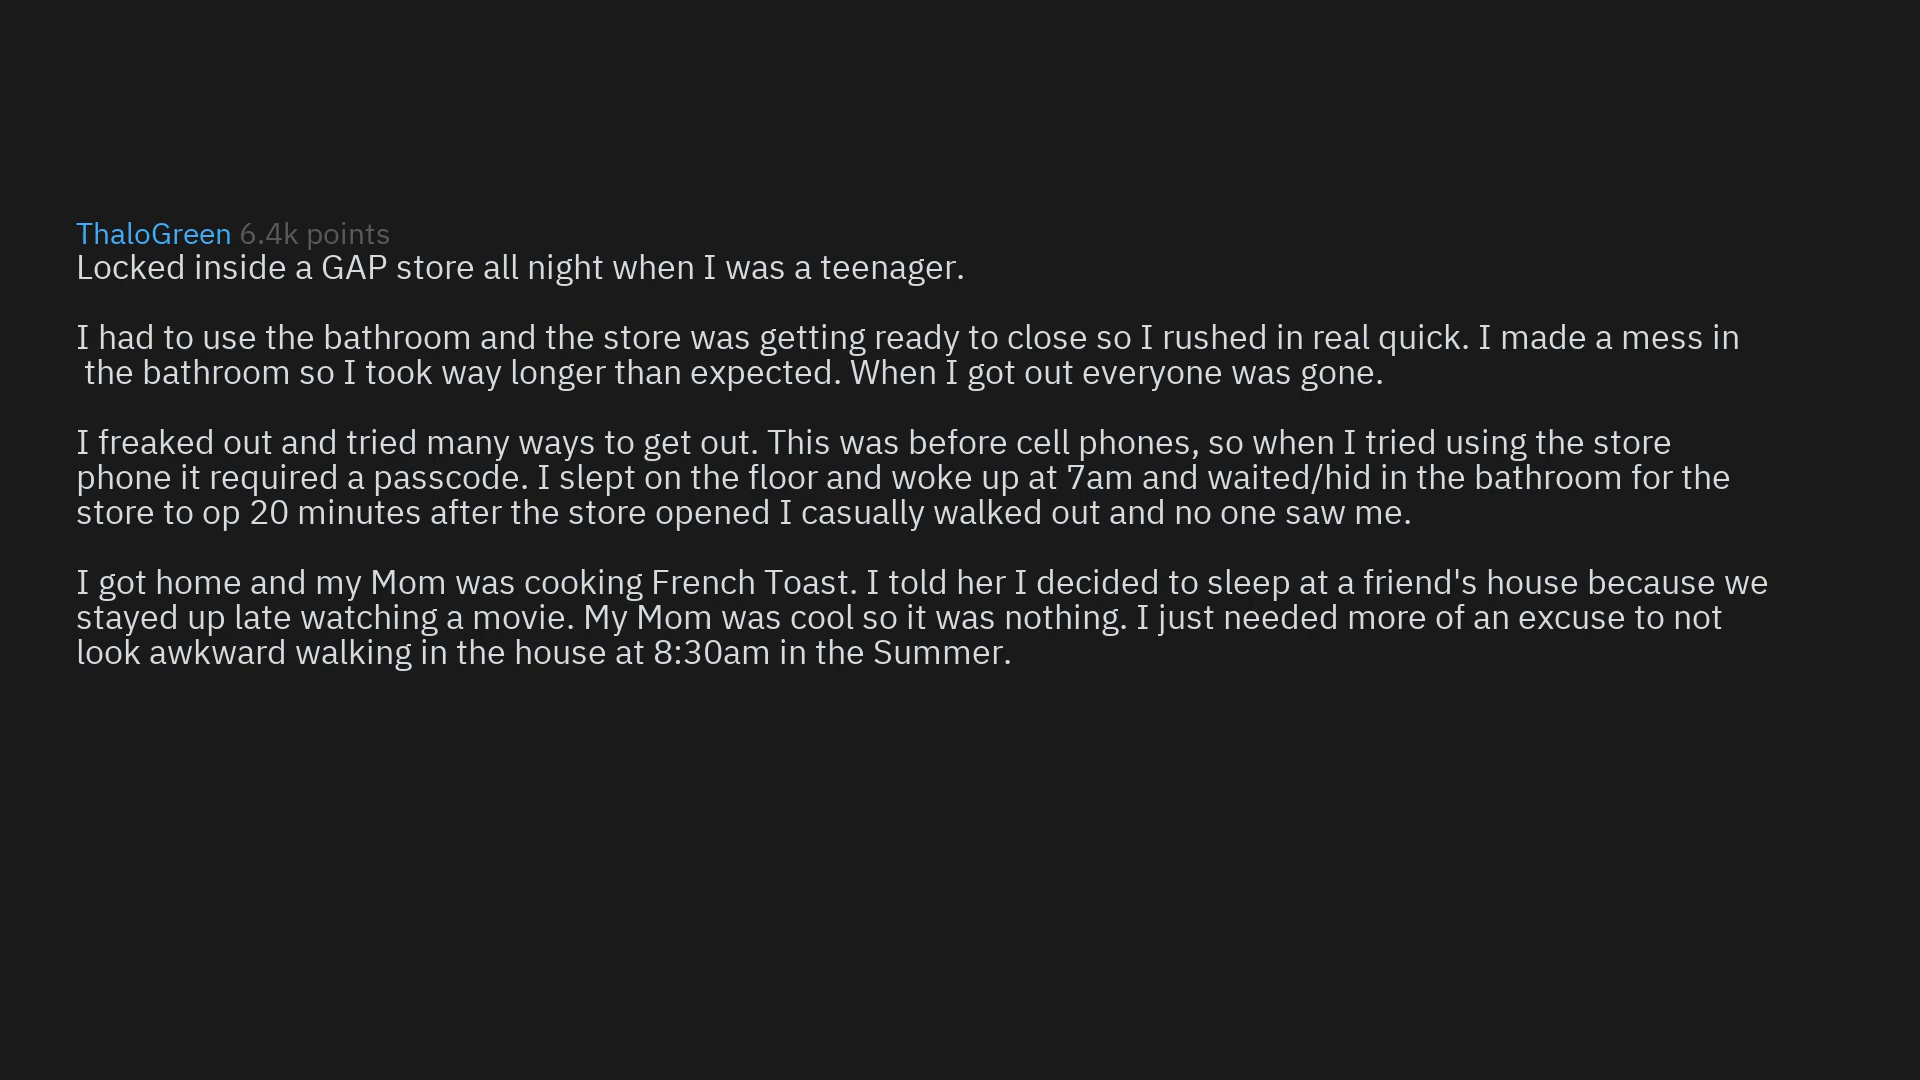 ThaloGreen 6.4k points
Locked inside a GAP store all night when I was a teenager.
I had to use the bathroom and the store was getting ready to close so I rushed in real quick. I made a mess in
the bathroom so I took way longer than expected. When I got out everyone was gone.
I freaked out and tried many ways to get out. This was before cell phones, so when I tried using the store
phone it required a passcode. I slept on the floor and woke up at 7am and waited/hid in the bathroom for the
store to op 20 minutes after the store opened I casually walked out and no one saw me.
I got home and my Mom was cooking French Toast. I told her I decided to sleep at a friend's house because we
stayed up late watching a movie. My Mom was cool so it was nothing. I just needed more of an excuse to not
look awkward walking in the house at 8:30am in the Summer.